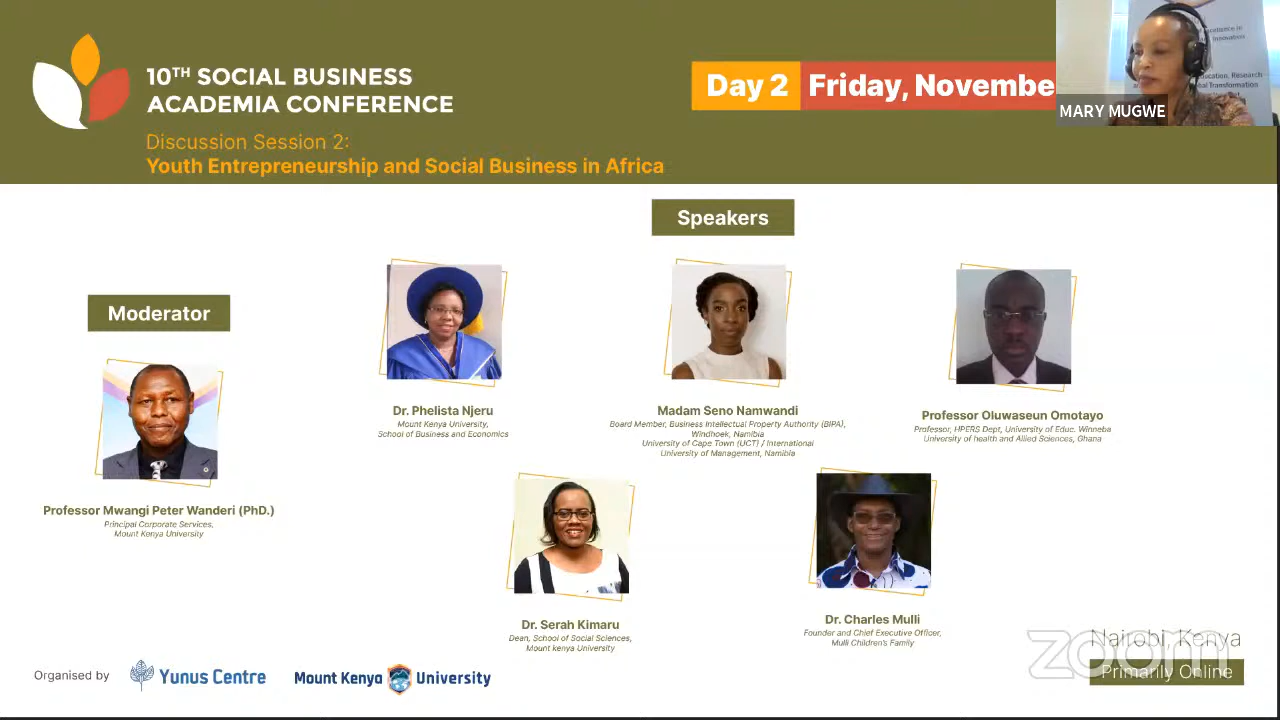 10TH SOCIAL BUSINESS
ACADEMIA CONFERENCE
Discussion Session 2:
Youth Entrepreneurship and Social Business in Africa
Day 2 Friday, Novembe
MARY MUGWE
Speakers
Moderator
Dr. Phelista Njeru
Mount Kenya University,
School of Business and Economics
Madam Seno Namwandi
Board Member, Business Intellectual Property Authority (BIPA),
Windhoek, Namibia
University of Cape Town (UCT) / International
University of Management, Namibia
Professor Oluwaseun Omotayo
Professor, HPERS Dept, University of Educ. Winneba
University of health and Allied Sciences, Ghana
Professor Mwangi Peter Wanderi (PhD.)
Principal Corporate Services,
Mount Kenya University
Dr. Serah Kimaru
Dean, School of Social Sciences,
Mount kenya University
Dr. Charles Mulli
Founder and Chief Executive Officer,
Mulli Children's Family
Organised by
Yunus Centre
Mount Kenya University
Nairobi, Kenya
zoom
Primarily Online